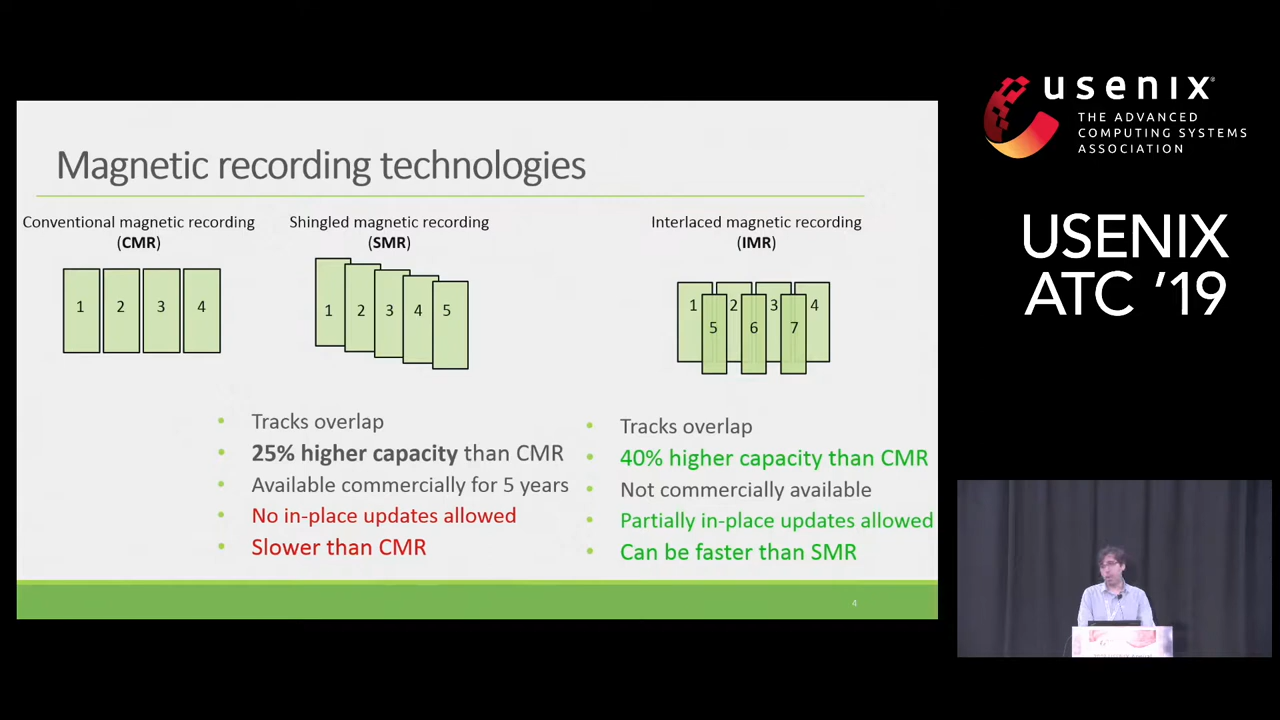 Magnetic recording technologies
Conventional magnetic recording
(CMR)
1 2 3 4
Shingled magnetic recording
(SMR)
1 2 3 4 5
Interlaced magnetic recording
(IMR)
1 2 3 4
5 6 7
• Tracks overlap
• 25% higher capacity than CMR
• Available commercially for 5 years
• No in-place updates allowed
• Slower than CMR
• Tracks overlap
• 40% higher capacity than CMR
• Not commercially available
• Partially in-place updates allowed
• Can be faster than SMR
4
usenix
THE ADVANCED
COMPUTING SYSTEMS
ASSOCIATION
USENIX
ATC '19